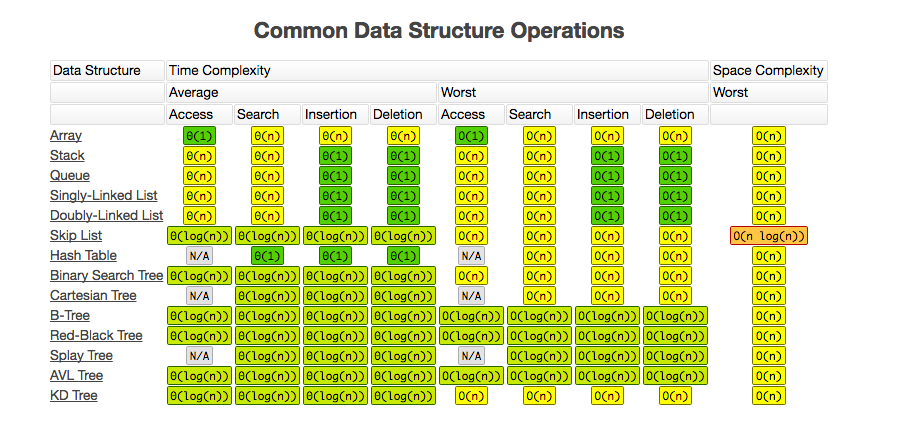 Common Data Structure Operations
Data Structure Time Complexity Space Complexity
Average Worst Worst
Access Search Insertion Deletion Access Search Insertion Deletion
Array Θ(1) Θ(n) Θ(n) Θ(n) O(1) O(n) O(n) O(n) O(n)
Stack Θ(n) Θ(n) Θ(1) Θ(1) O(n) O(n) O(1) O(1) O(n)
Queue Θ(n) Θ(n) Θ(1) Θ(1) O(n) O(n) O(1) O(1) O(n)
Singly-Linked List Θ(n) Θ(n) Θ(1) Θ(1) O(n) O(n) O(1) O(1) O(n)
Doubly-Linked List Θ(n) Θ(n) Θ(1) Θ(1) O(n) O(n) O(1) O(1) O(n)
Skip List Θ(log(n)) Θ(log(n)) Θ(log(n)) Θ(log(n)) O(n) O(n) O(n) O(n) O(n log(n))
Hash Table N/A Θ(1) Θ(1) Θ(1) N/A O(n) O(n) O(n) O(n)
Binary Search Tree Θ(log(n)) Θ(log(n)) Θ(log(n)) Θ(log(n)) O(n) O(n) O(n) O(n) O(n)
Cartesian Tree N/A Θ(log(n)) Θ(log(n)) Θ(log(n)) N/A O(n) O(n) O(n) O(n)
B-Tree Θ(log(n)) Θ(log(n)) Θ(log(n)) Θ(log(n)) O(log(n)) O(log(n)) O(log(n)) O(log(n)) O(n)
Red-Black Tree Θ(log(n)) Θ(log(n)) Θ(log(n)) Θ(log(n)) O(log(n)) O(log(n)) O(log(n)) O(log(n)) O(n)
Splay Tree N/A Θ(log(n)) Θ(log(n)) Θ(log(n)) N/A O(log(n)) O(log(n)) O(log(n)) O(n)
AVL Tree Θ(log(n)) Θ(log(n)) Θ(log(n)) Θ(log(n)) O(log(n)) O(log(n)) O(log(n)) O(log(n)) O(n)
KD Tree Θ(log(n)) Θ(log(n)) Θ(log(n)) Θ(log(n)) O(n) O(n) O(n) O(n) O(n)